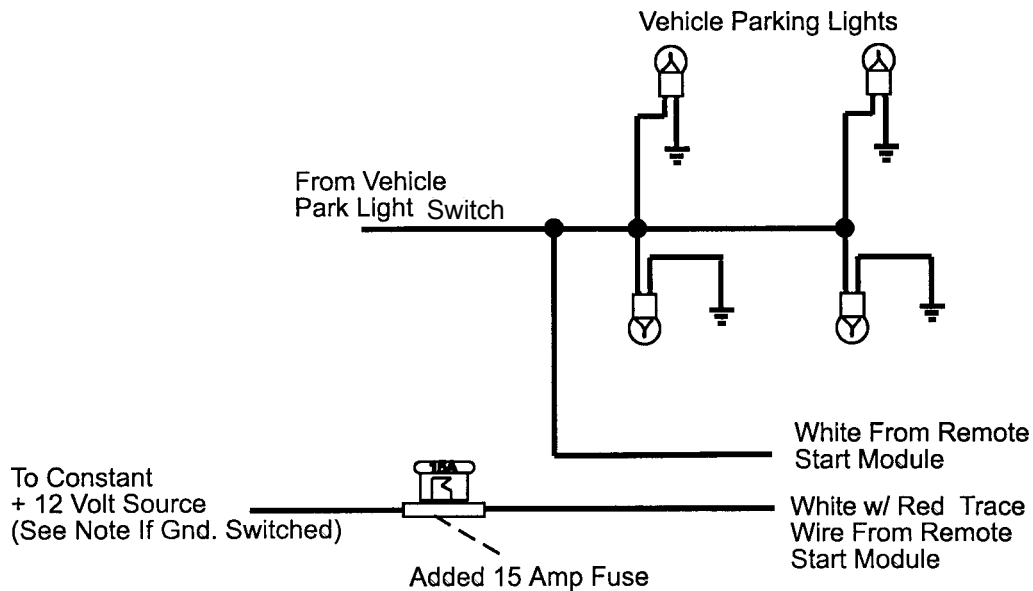 Vehicle Parking Lights
From Vehicle
Park Light Switch
White From Remote
Start Module
15A
To Constant
+ 12 Volt Source
(See Note If Gnd. Switched)
White w/ Red Trace
Wire From Remote
Start Module
Added 15 Amp Fuse